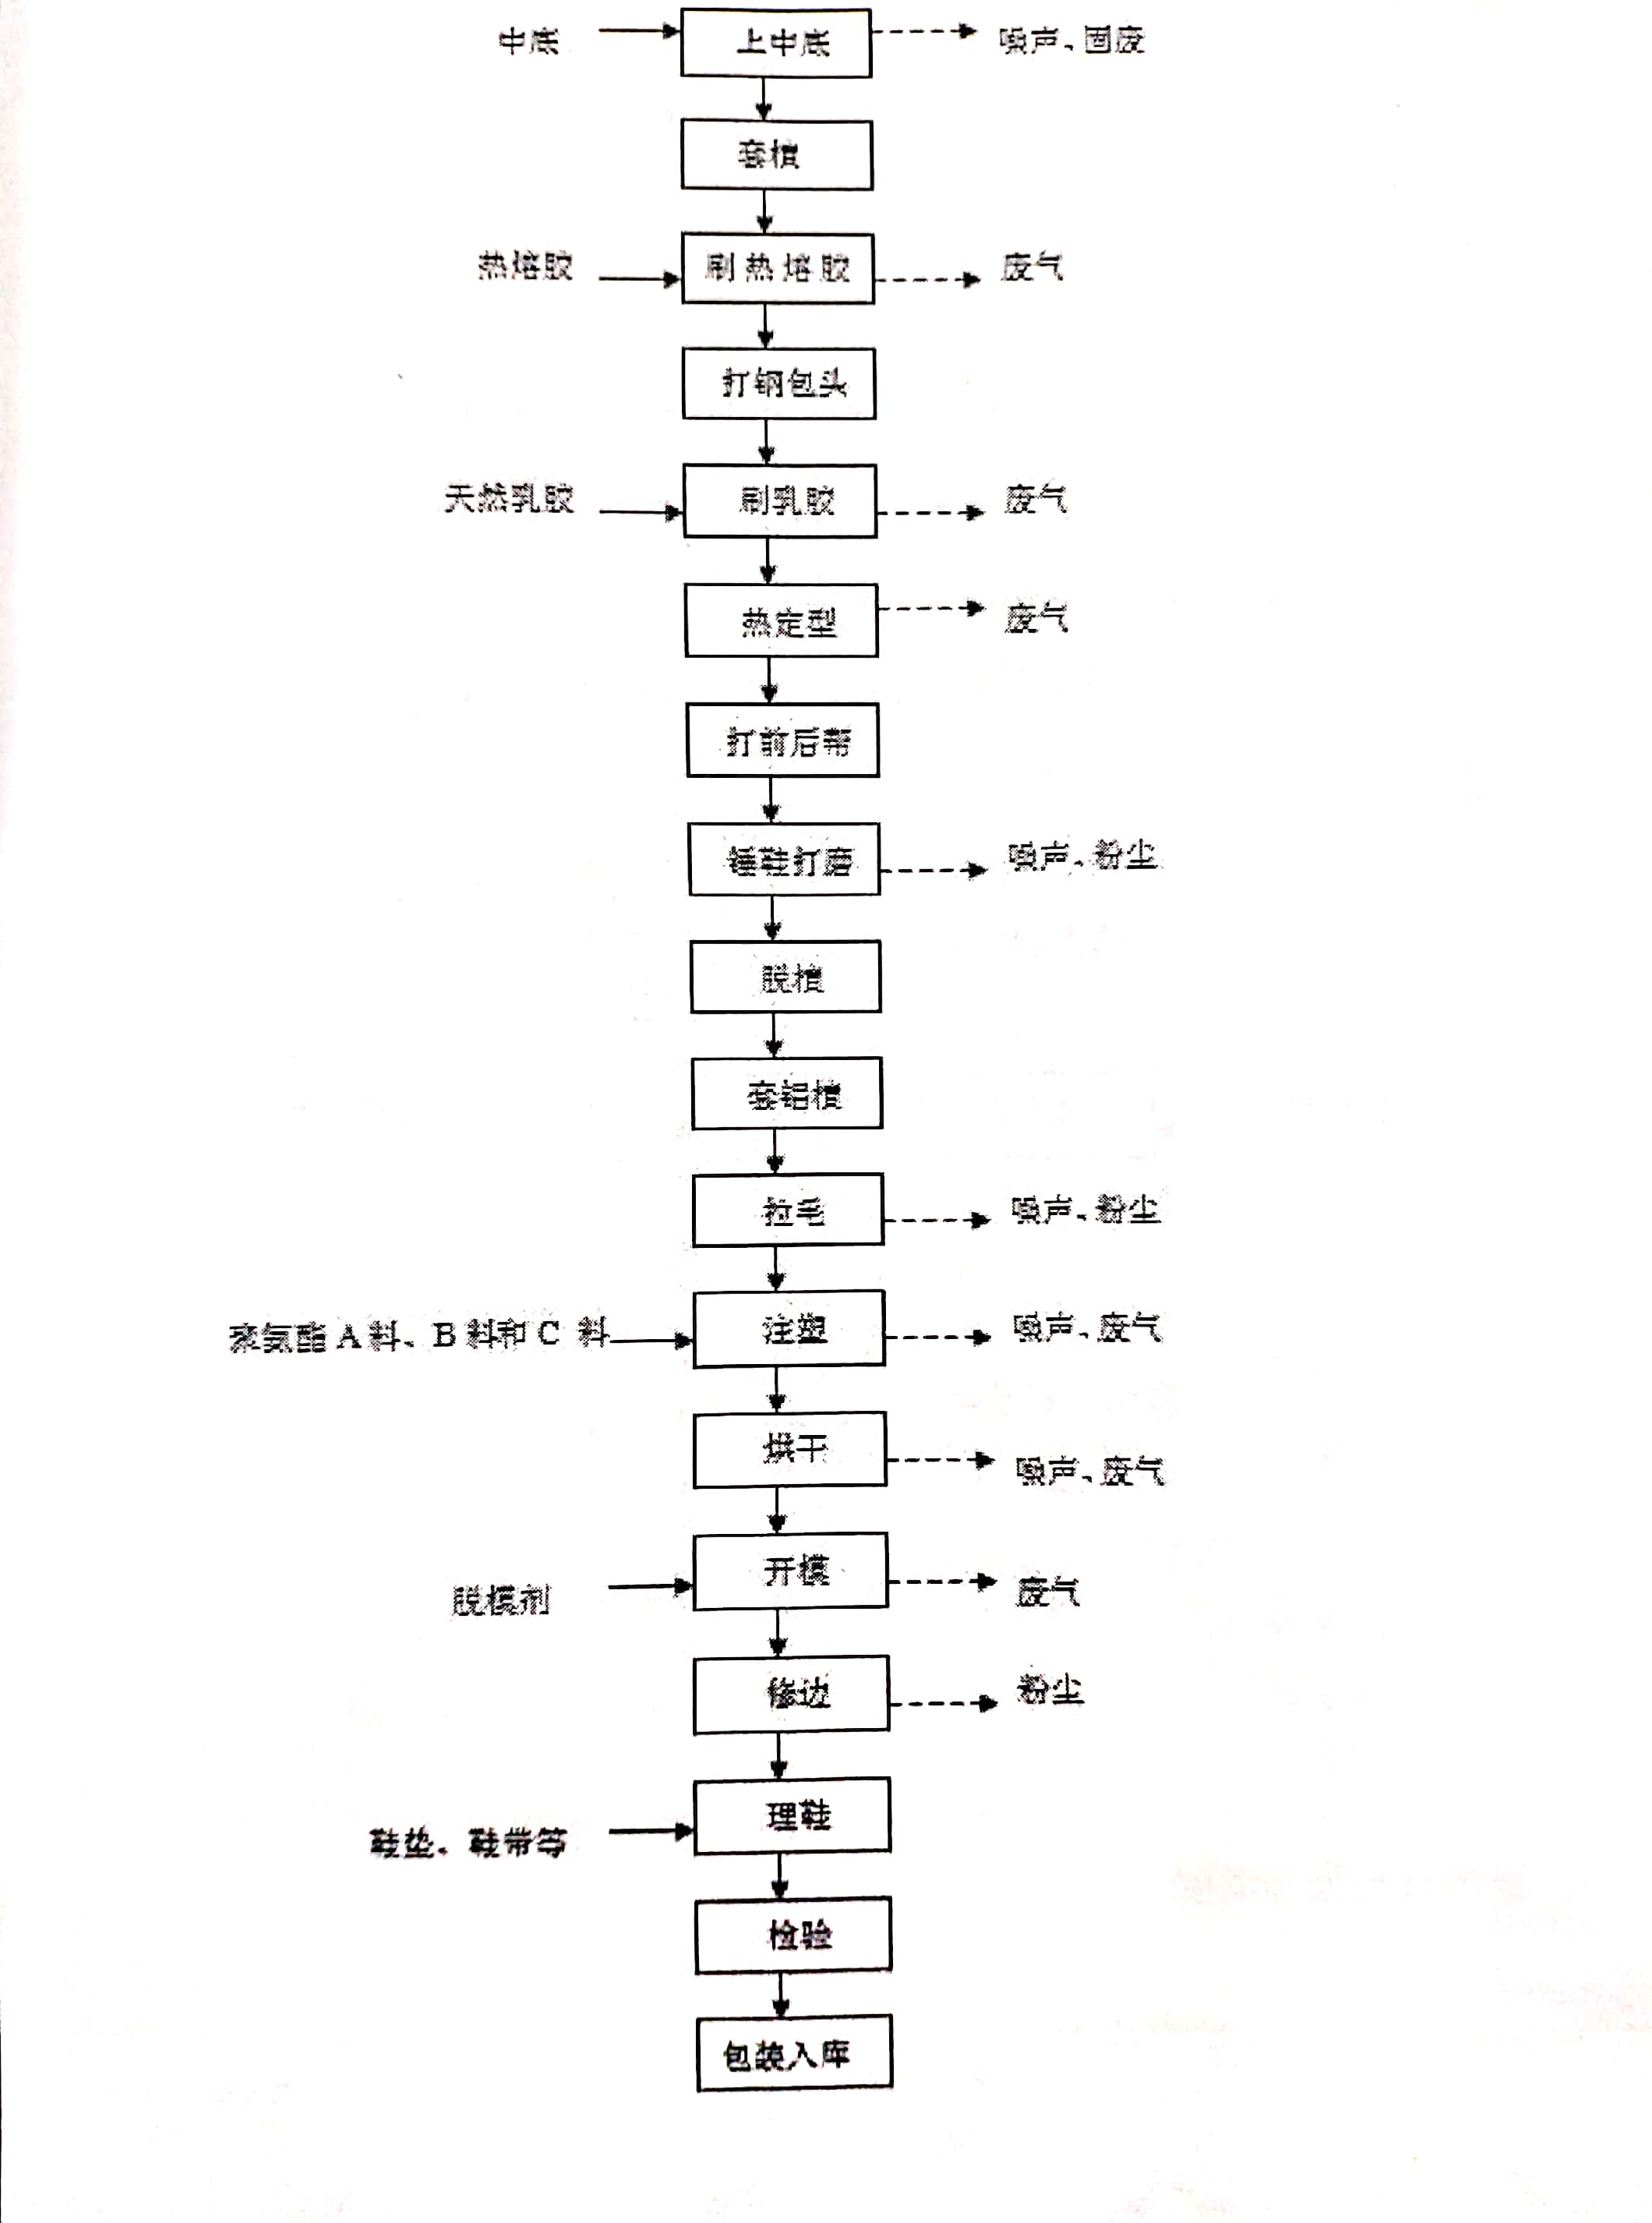 中底 上中底 噪声、固废
套楦
热熔胶 刷热熔胶 废气
打钢包头
天然乳胶 刷乳胶 废气
热定型 废气
打前后帮
锤鞋打磨 噪声、粉尘
脱楦
套铝楦
拉毛 噪声、粉尘
聚氨酯A料、B料和C 料 注塑 噪声、废气
烘干 噪声、废气
脱模剂 开模 废气
修边 粉尘
鞋垫、鞋带等 理鞋
检验
包装入库